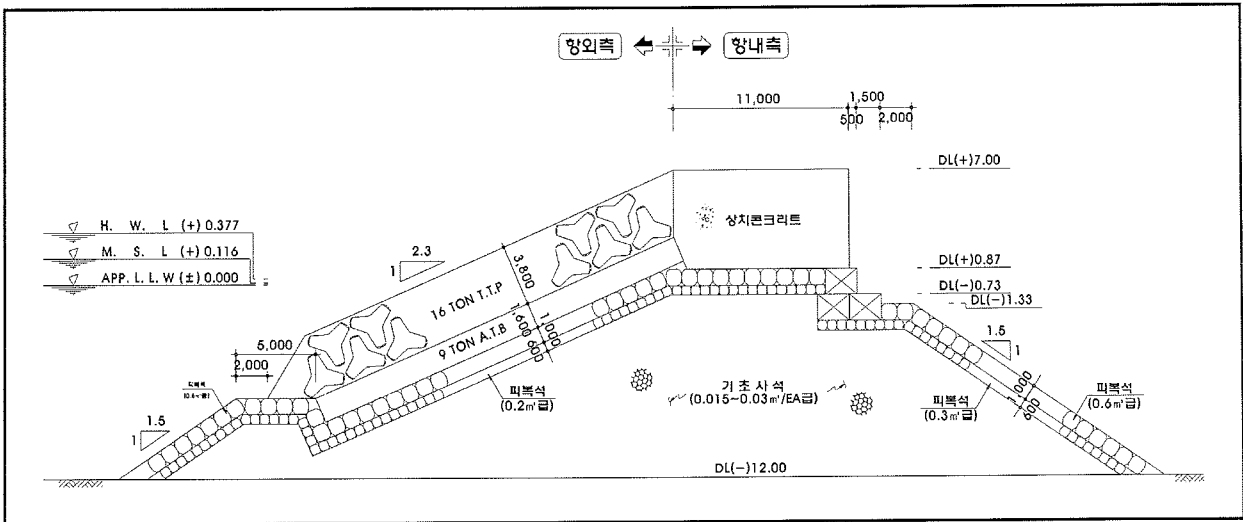 항외측 항내측
11,000
1,500
500
2,000
DL(+)7.00
상치콘크리트
H. W. L (+) 0.377
M. S. L (+) 0.116
APP. L. L. W (±) 0.000
2.3
1
3,800
16 TON T.T.P
DL(+)0.87
DL(-)0.73
DL(-)1.33
1,600
1,000
600
9 TON A.T.B
5,000
2,000
1.5
1
피복석
(0.2㎥급)
기초사석
(0.015~0.03㎥/EA급)
1.5
1
1,000
600
피복석
(0.3㎥급)
피복석
(0.6㎥급)
DL(-)12.00